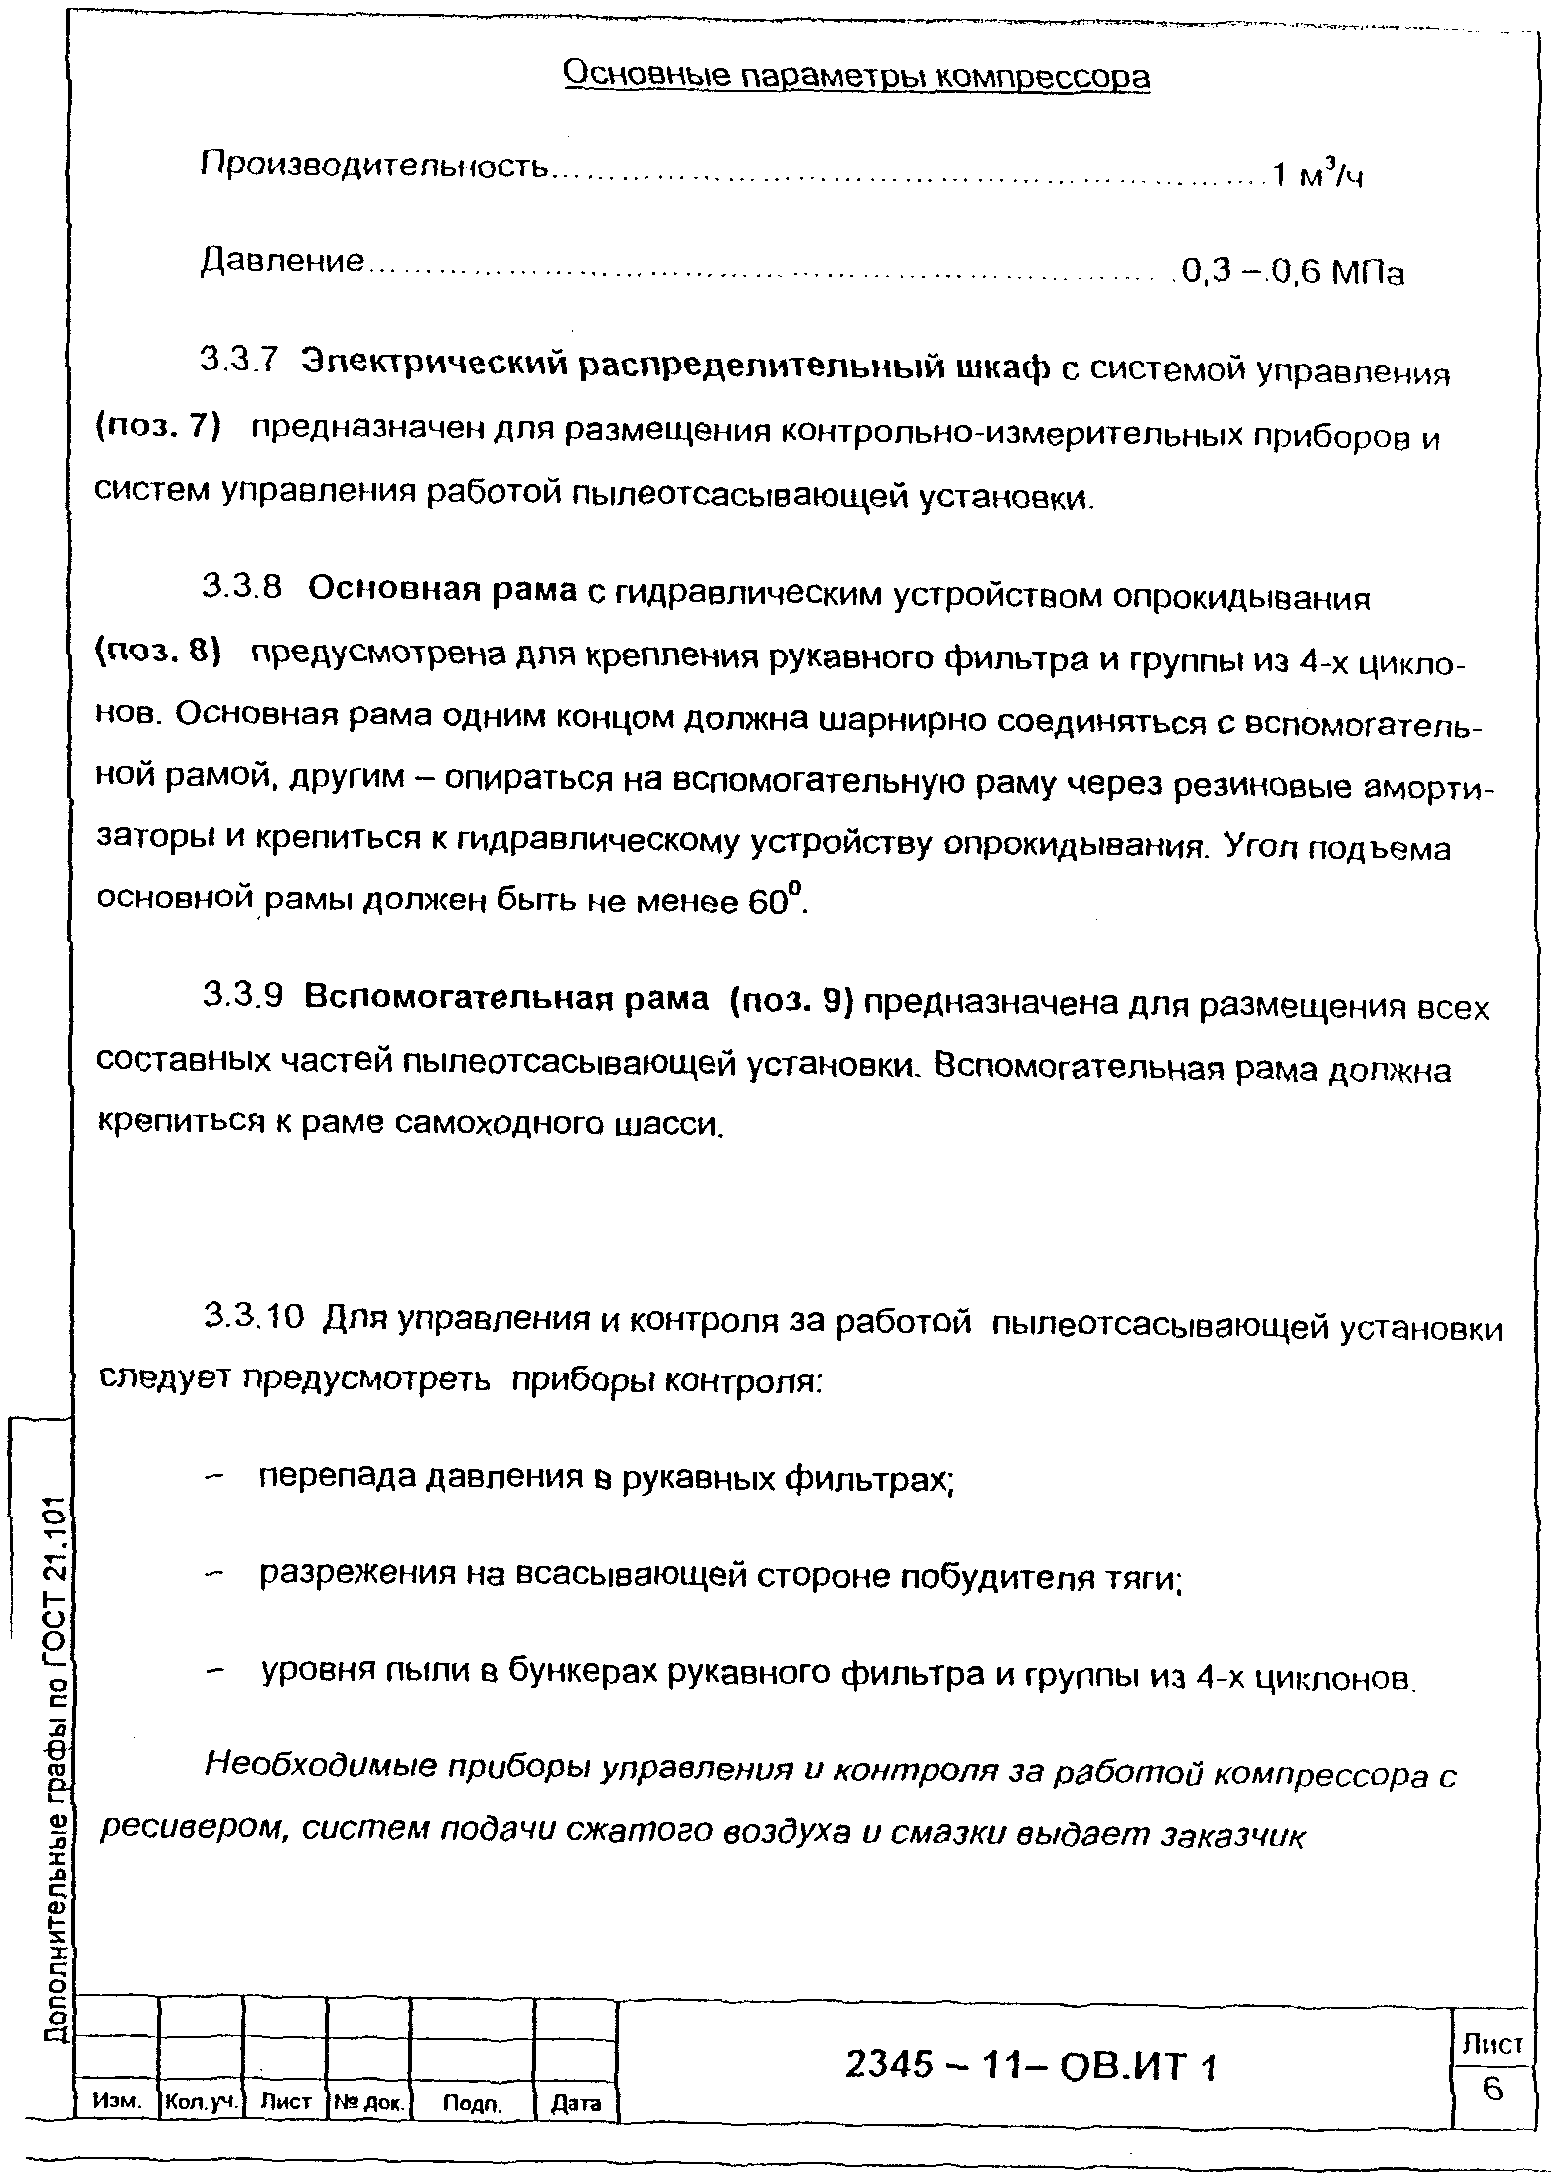 Основные параметры компрессора
Производительность.......................................................................1 м³/ч
Давление...............................................................................0,3 –.0,6 МПа
3.3.7 Электрический распределительный шкаф с системой управления
(поз. 7) предназначен для размещения контрольно-измерительных приборов и
систем управления работой пылеотсасывающей установки.
3.3.8 Основная рама с гидравлическим устройством опрокидывания
(поз. 8) предусмотрена для крепления рукавного фильтра и группы из 4-х цикло-
нов. Основная рама одним концом должна шарнирно соединяться с вспомогатель-
ной рамой, другим – опираться на вспомогательную раму через резиновые аморти-
заторы и крепиться к гидравлическому устройству опрокидывания. Угол подъема
основной рамы должен быть не менее 60⁰.
3.3.9 Вспомогательная рама (поз. 9) предназначена для размещения всех
составных частей пылеотсасывающей установки. Вспомогательная рама должна
крепиться к раме самоходного шасси.
3.3.10 Для управления и контроля за работой пылеотсасывающей установки
следует предусмотреть приборы контроля:
– перепада давления в рукавных фильтрах;
– разрежения на всасывающей стороне побудителя тяги;
– уровня пыли в бункерах рукавного фильтра и группы из 4-х циклонов.
Необходимые приборы управления и контроля за работой компрессора с
ресивером, систем подачи сжатого воздуха и смазки выдает заказчик
Дополнительные графы по ГОСТ 21.101
Изм. Кол.уч. Лист № док. Подп. Дата
2345 – 11– ОВ.ИТ 1
Лист
6